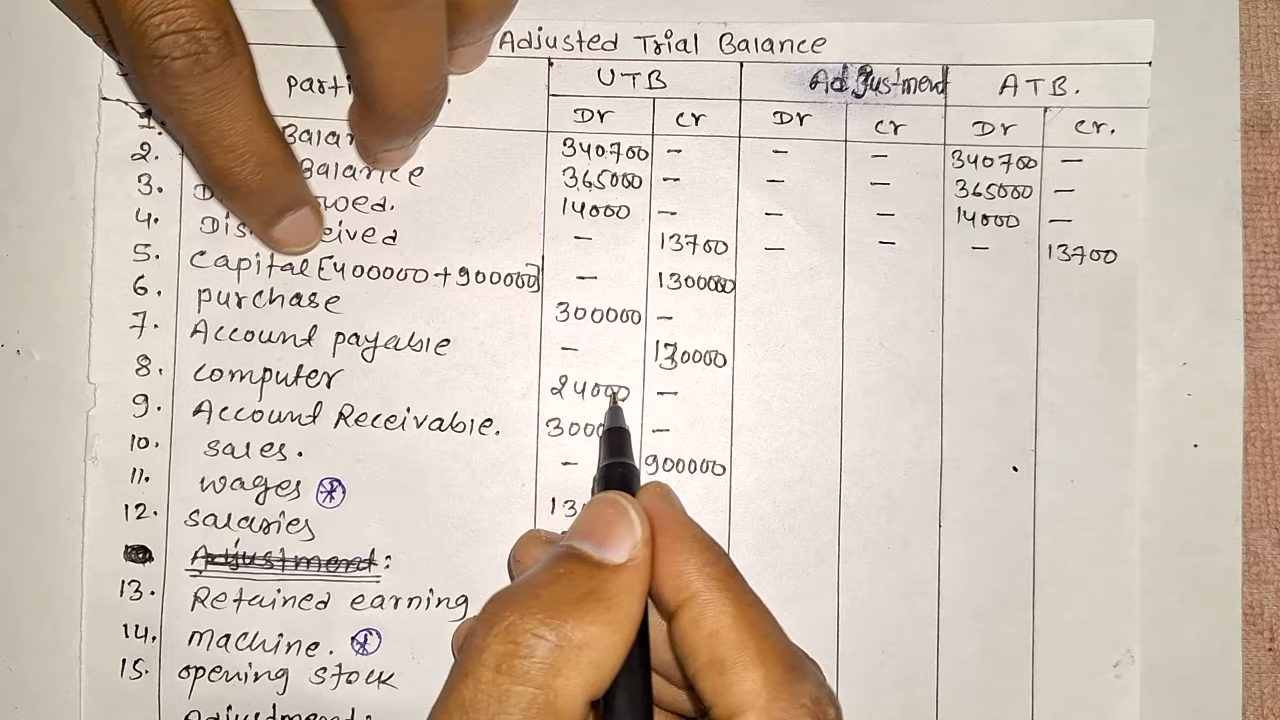 Adjusted Trial Balance
UTB Adjustment ATB.
Dr Cr Dr Cr Dr Cr.
1. 340700 - - - 340700 -
2. Balance 365000 - - - 365000 -
3. 14000 - - - 14000 -
4. - 13700 - - - 13700
5. Capital [400000+900000] - 1300000
6. purchase 300000 -
7. Account payable - 130000
8. computer 24000 -
9. Account Receivable. -
10. sales. - 900000
11. wages
12. salaries
Adjustment:
13. Retained earning
14. machine.
15. opening stock
Adjustment: